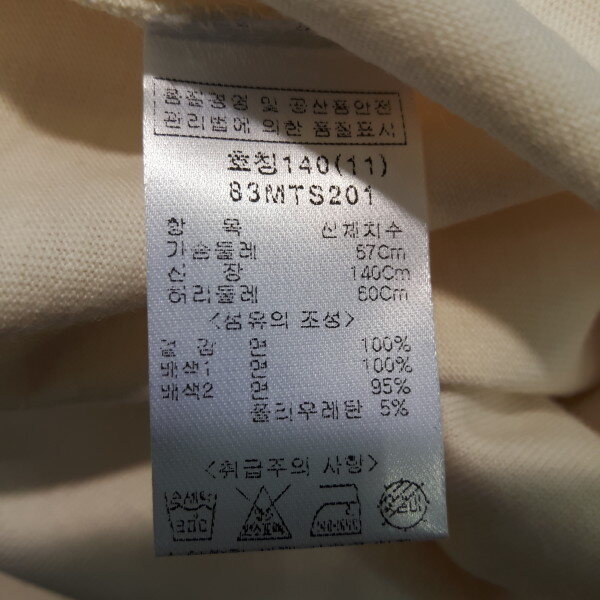 품질경영 및 공산품안전
관리법에 의한 품질표시
호칭140(11)
83MTS201
항 목 신체치수
가슴둘레 67Cm
신 장 140Cm
허리둘레 60Cm
<섬유의 조성>
겉 감 면 100%
배색1 면 100%
배색2 면 95%
폴리우레탄 5%
<취급주의 사항>
손세탁